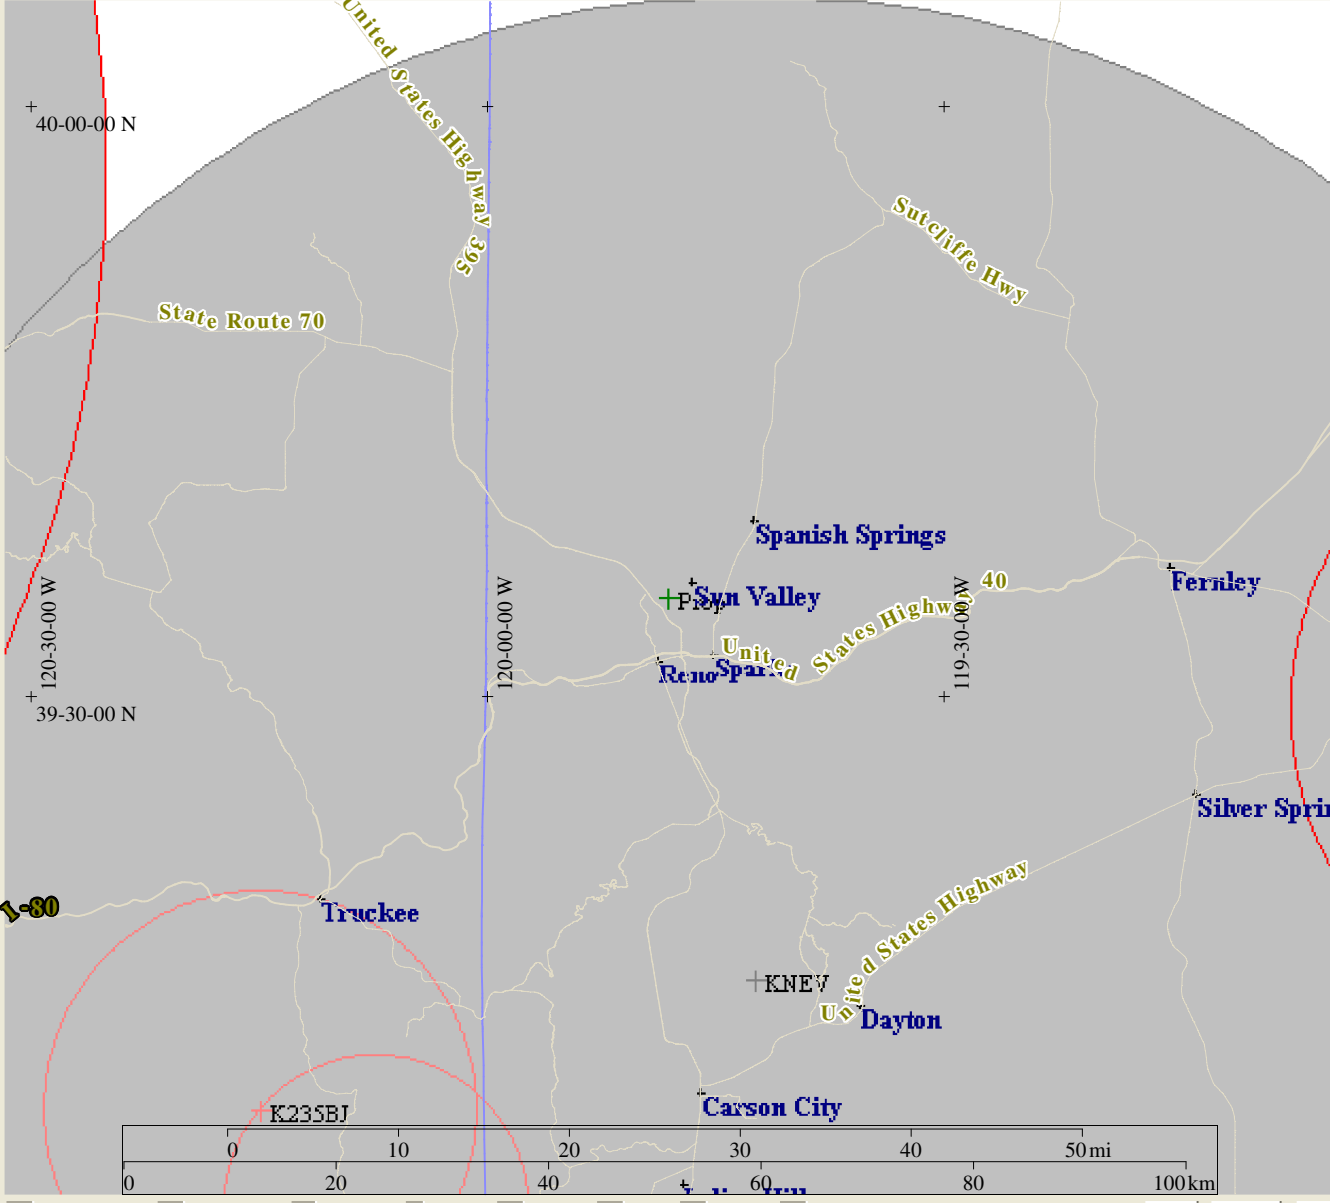 United States Highway 395
40-00-00 N
Sutcliffe Hwy
State Route 70
Spanish Springs
120-30-00 W
120-00-00 W
119-30-00 W
40
Fernley
Sun Valley
United States Highway
Reno
39-30-00 N
Silver Sprin
I-80
Truckee
United States Highway
KNEV
Dayton
Carson City
K235BJ
0 10 20 30 40 50 mi
0 20 40 60 80 100km